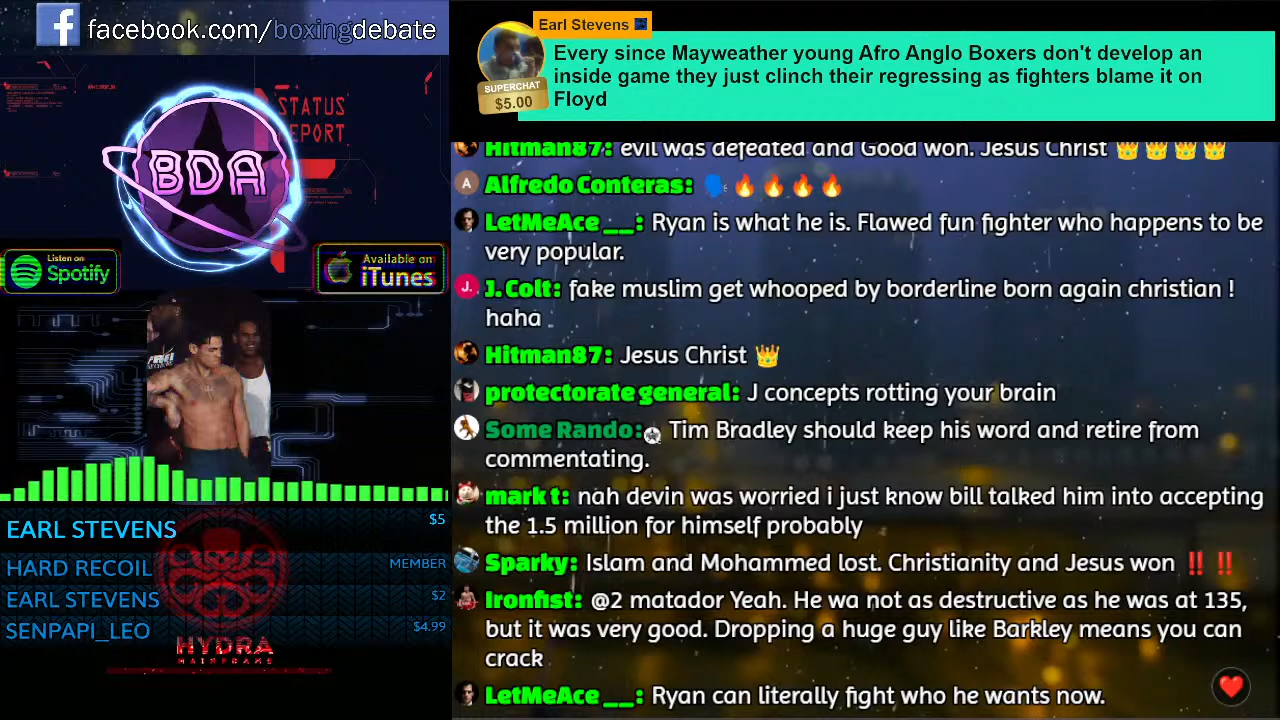 facebook.com/boxingdebate
STATUS
REPORT
BDA
Listen on
Spotify
Available on
iTunes
EARL STEVENS $5
HARD RECOIL MEMBER
EARL STEVENS $2
SENPAPI_LEO $4.99
HYDRA
MAINFRAME
Earl Stevens
SUPERCHAT
$5.00
Every since Mayweather young Afro Anglo Boxers don't develop an
inside game they just clinch their regressing as fighters blame it on
Floyd
Hitman87: evil was defeated and Good won. Jesus Christ 👑 👑 👑 👑
A Alfredo Conteras: 🗣 🔥 🔥 🔥 🔥
LetMeAce __: Ryan is what he is. Flawed fun fighter who happens to be
very popular.
J. J. Colt: fake muslim get whooped by borderline born again christian !
haha
Hitman87: Jesus Christ 👑
protectorate general: J concepts rotting your brain
Some Rando: Tim Bradley should keep his word and retire from
commentating.
mark t: nah devin was worried i just know bill talked him into accepting
the 1.5 million for himself probably
Sparky: Islam and Mohammed lost. Christianity and Jesus won ‼️ ‼️
Ironfist: @2 matador Yeah. He wa not as destructive as he was at 135,
but it was very good. Dropping a huge guy like Barkley means you can
crack
LetMeAce __: Ryan can literally fight who he wants now.